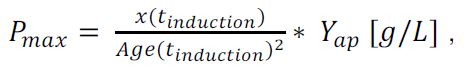 P_max = x(t_induction) / Age(t_induction)² * Y_ap [g/L] ,